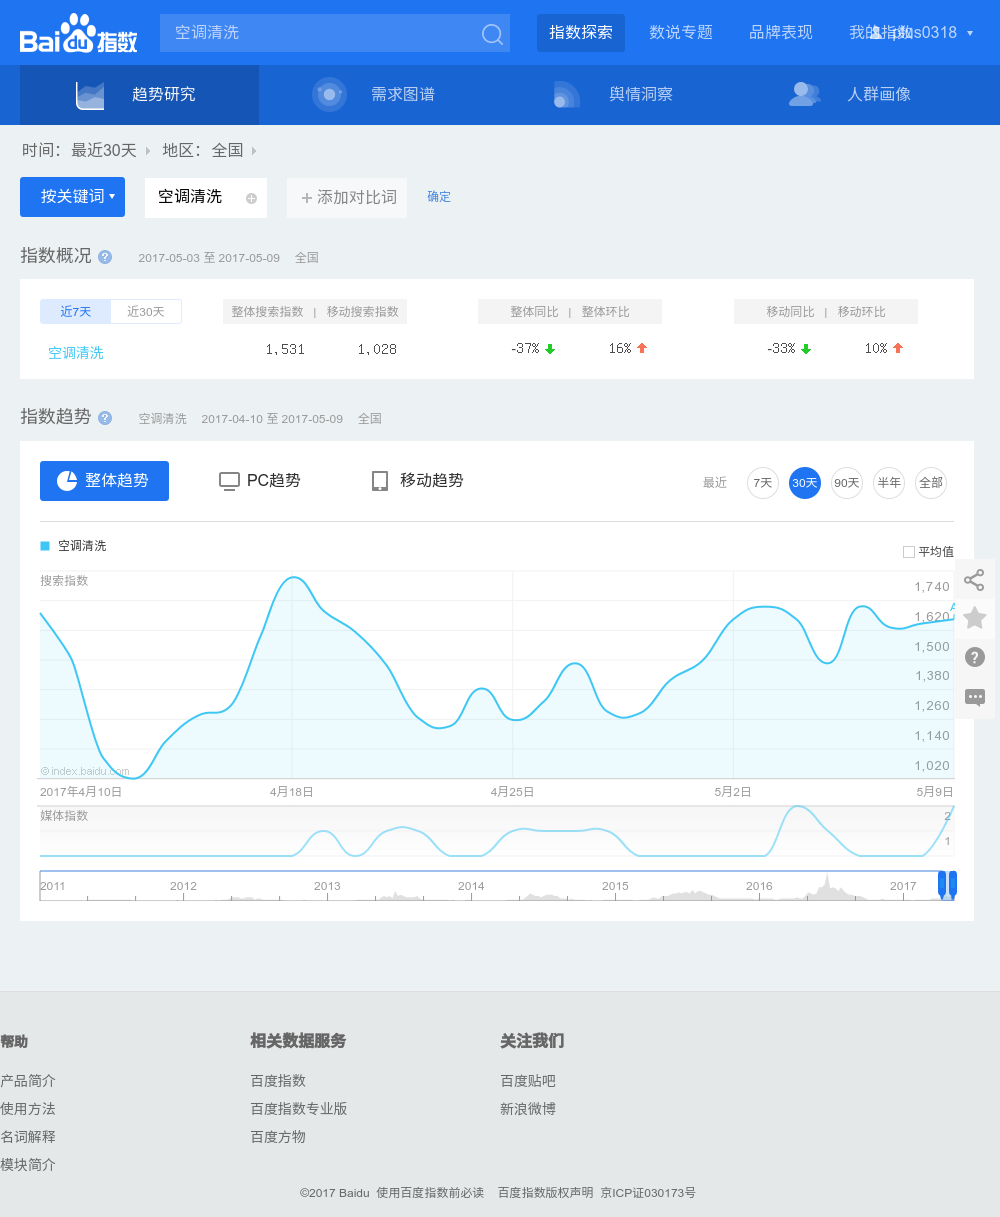 Bai du 指数
空调清洗
指数探索 数说专题 品牌表现 我的指数 plus0318
趋势研究 需求图谱 舆情洞察 人群画像
时间: 最近30天 地区: 全国
按关键词 空调清洗 + 添加对比词 确定
指数概况 ? 2017-05-03 至 2017-05-09 全国
近7天 近30天 整体搜索指数 | 移动搜索指数 整体同比 | 整体环比 移动同比 | 移动环比
空调清洗 1,531 1,028 -37% 16% -33% 10%
指数趋势 ? 空调清洗 2017-04-10 至 2017-05-09 全国
整体趋势 PC趋势 移动趋势 最近 7天 30天 90天 半年 全部
空调清洗
平均值
搜索指数
1,740
A
1,620
1,500
?
1,380
1,260
1,140
1,020
©index.baidu.com
2017年4月10日 4月18日 4月25日 5月2日 5月9日
媒体指数
2
1
2011 2012 2013 2014 2015 2016 2017
帮助 相关数据服务 关注我们
产品简介 百度指数 百度贴吧
使用方法 百度指数专业版 新浪微博
名词解释 百度方物
模块简介
©2017 Baidu 使用百度指数前必读 百度指数版权声明 京ICP证030173号